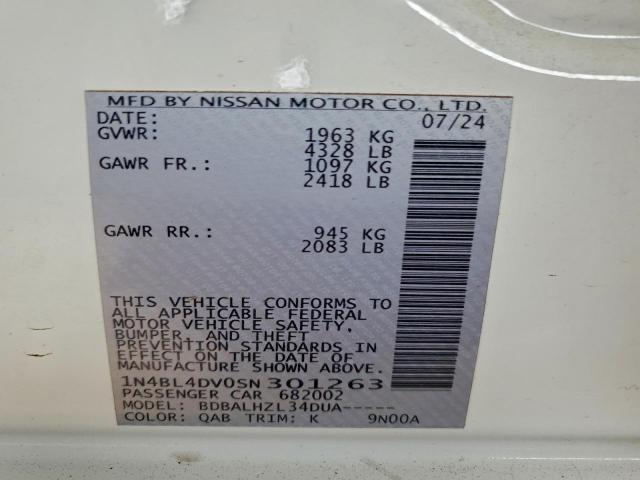 MFD BY NISSAN MOTOR CO., LTD.
DATE: 07/24
GVWR: 1963 KG
4328 LB
GAWR FR.: 1097 KG
2418 LB
GAWR RR.: 945 KG
2083 LB
THIS VEHICLE CONFORMS TO
ALL APPLICABLE FEDERAL
MOTOR VEHICLE SAFETY,
BUMPER, AND THEFT
PREVENTION STANDARDS IN
EFFECT ON THE DATE OF
MANUFACTURE SHOWN ABOVE.
1N4BL4DV0SN301263
PASSENGER CAR 682002
MODEL: BDBALHZL34DUA-----
COLOR: QAB TRIM: K 9N00A